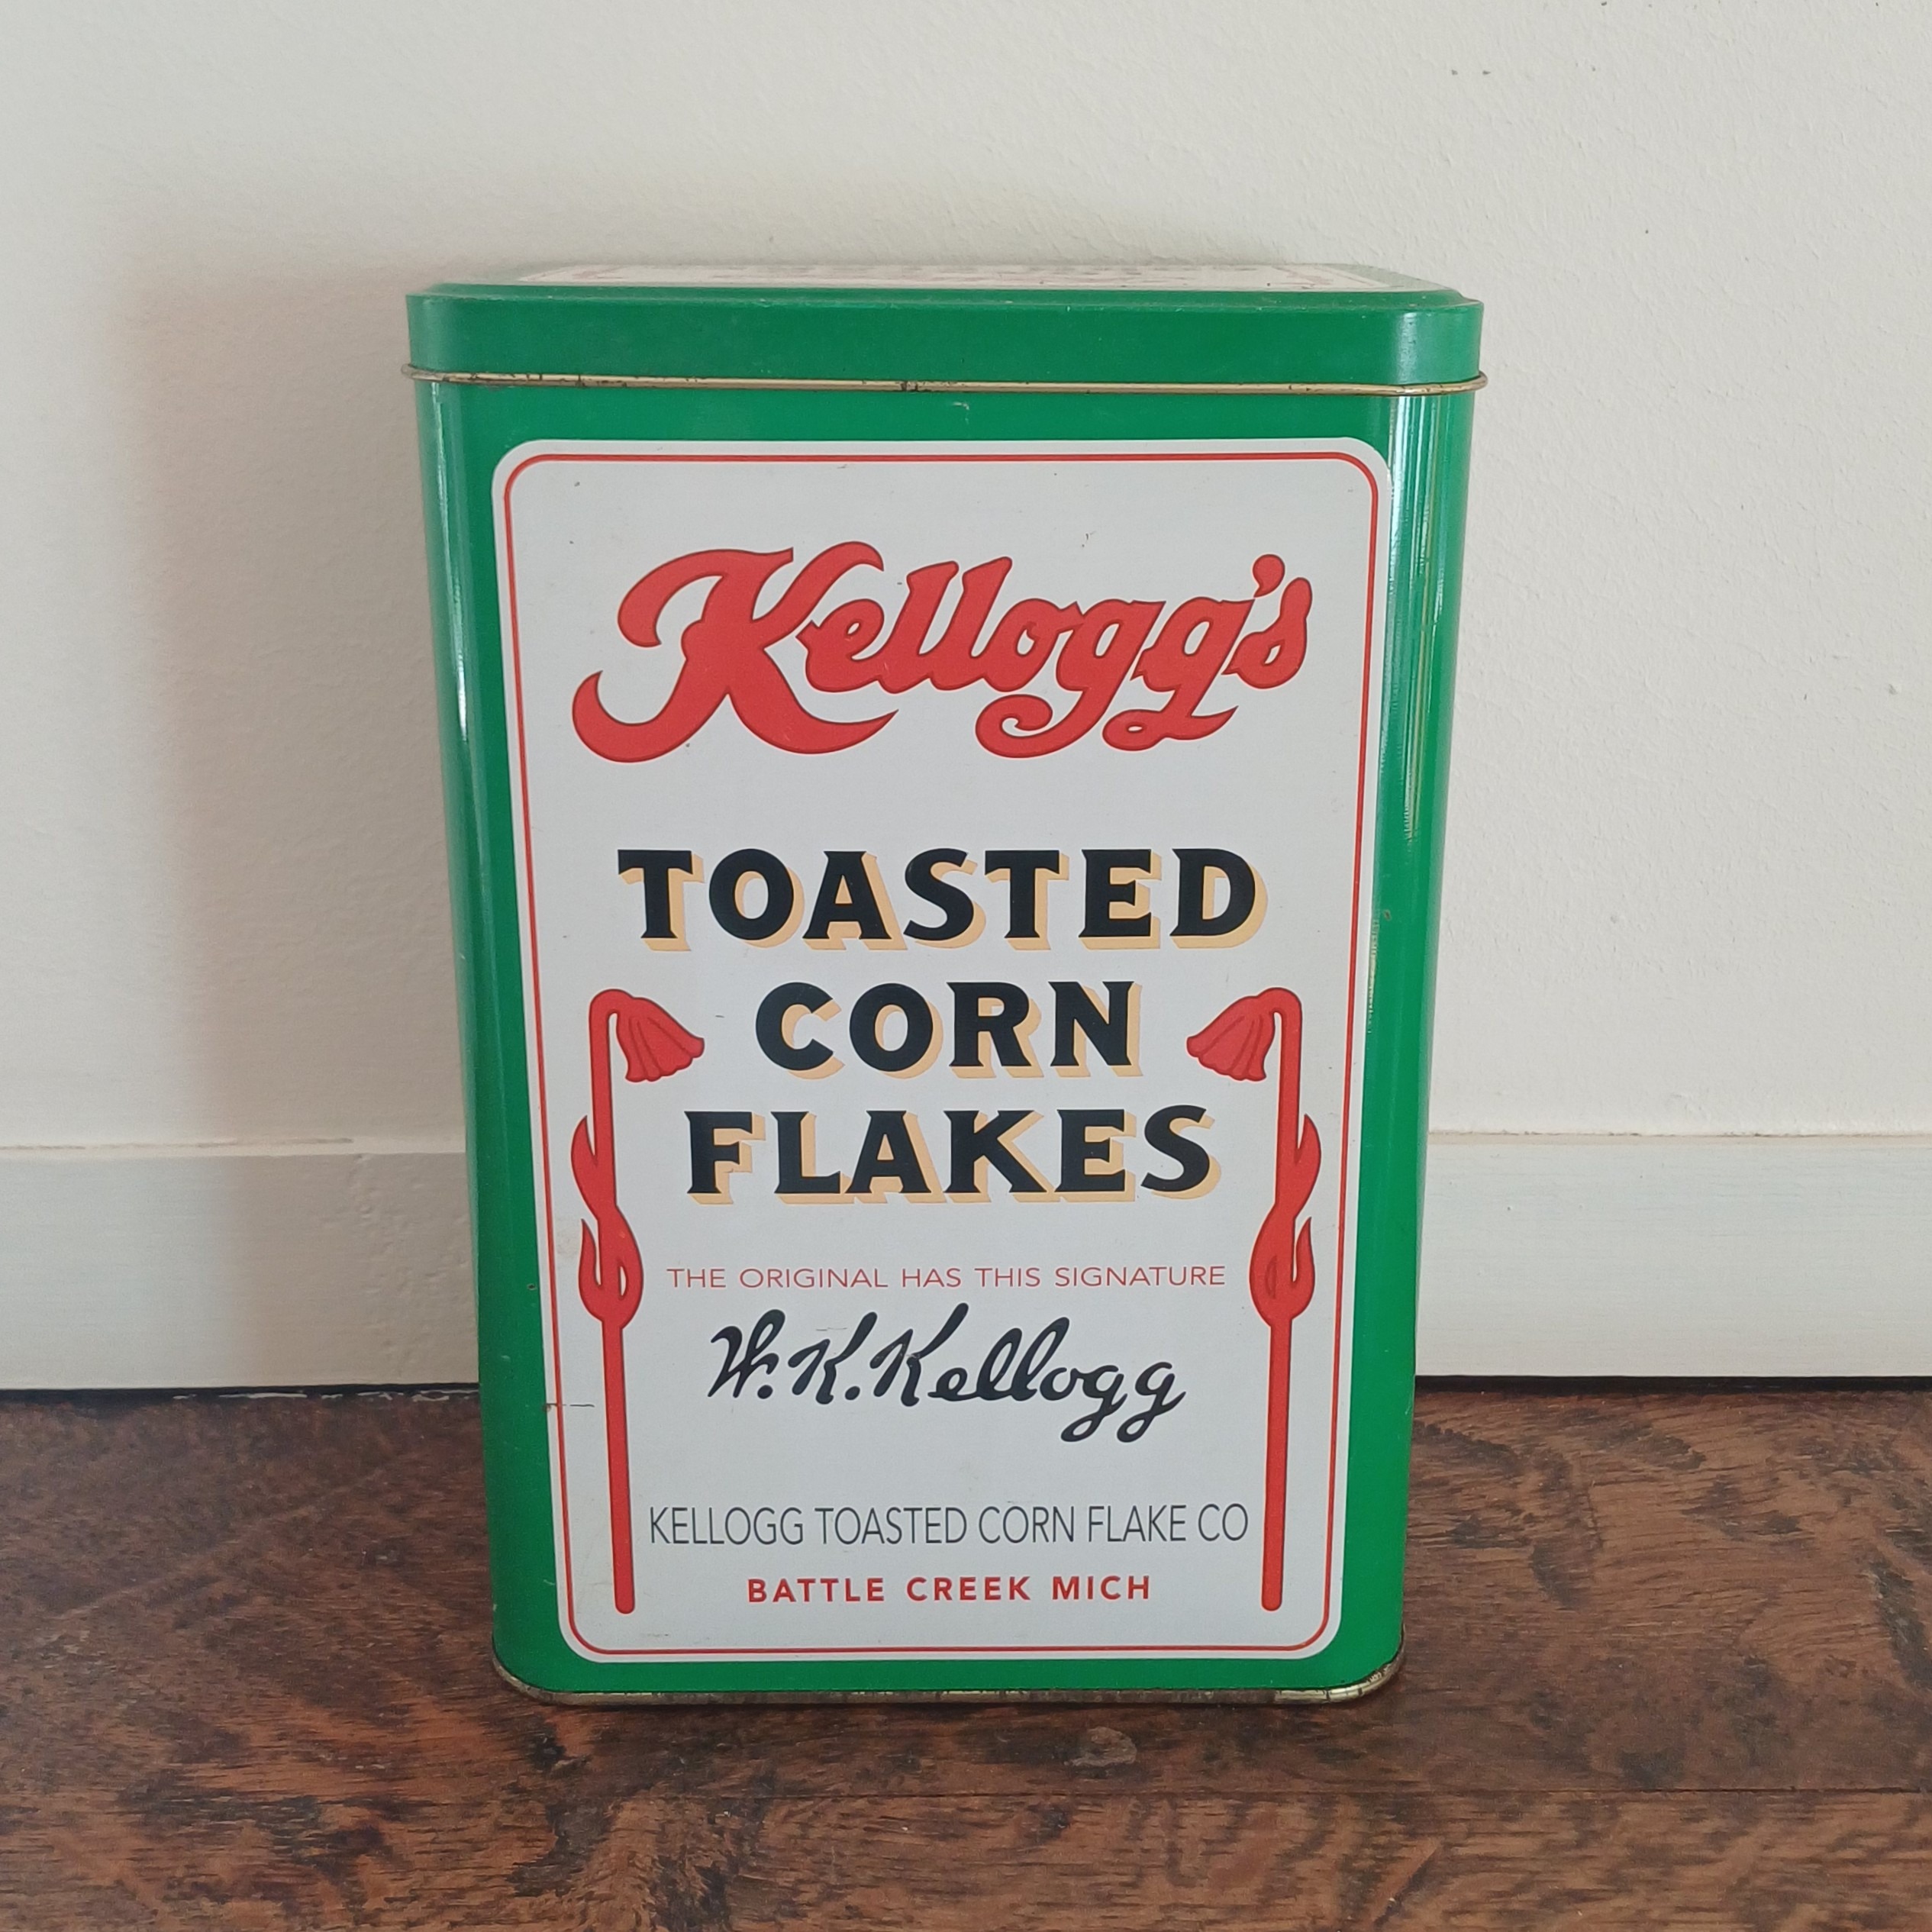 Kellogg's
TOASTED
CORN
FLAKES
THE ORIGINAL HAS THIS SIGNATURE
W.K.Kellogg
KELLOGG TOASTED CORN FLAKE CO
BATTLE CREEK MICH